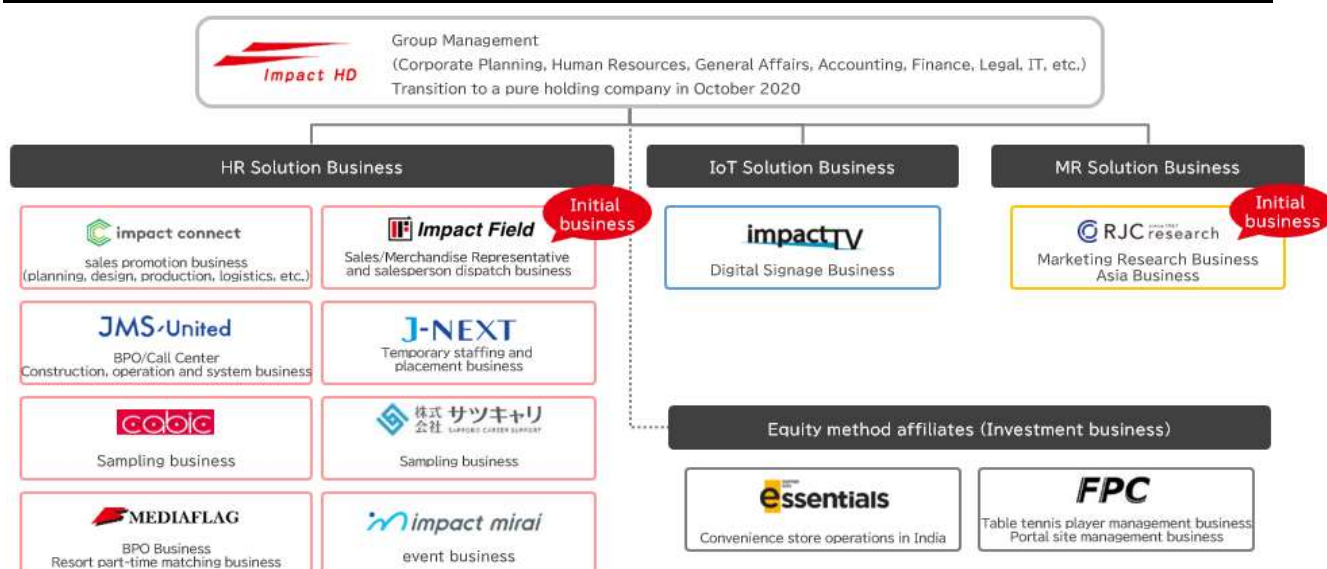 Impact HD
Group Management
(Corporate Planning, Human Resources, General Affairs, Accounting, Finance, Legal, IT, etc.)
Transition to a pure holding company in October 2020
HR Solution Business
IoT Solution Business
MR Solution Business
impact connect
sales promotion business
(planning, design, production, logistics, etc.)
Impact Field
Initial
business
Sales/Merchandise Representative
and salesperson dispatch business
impactTV
Digital Signage Business
RJC research
since 1967
Initial
business
Marketing Research Business
Asia Business
JMS United
BPO/Call Center
Construction, operation and system business
J-NEXT
Temporary staffing and
placement business
cabic
Sampling business
株式会社 サツキャリ
SAPPORO CAREER SUPPORT
Sampling business
Equity method affiliates (Investment business)
MEDIAFLAG
BPO Business
Resort part-time matching business
impact mirai
event business
essentials
Convenience store operations in India
FPC
Table tennis player management business
Portal site management business